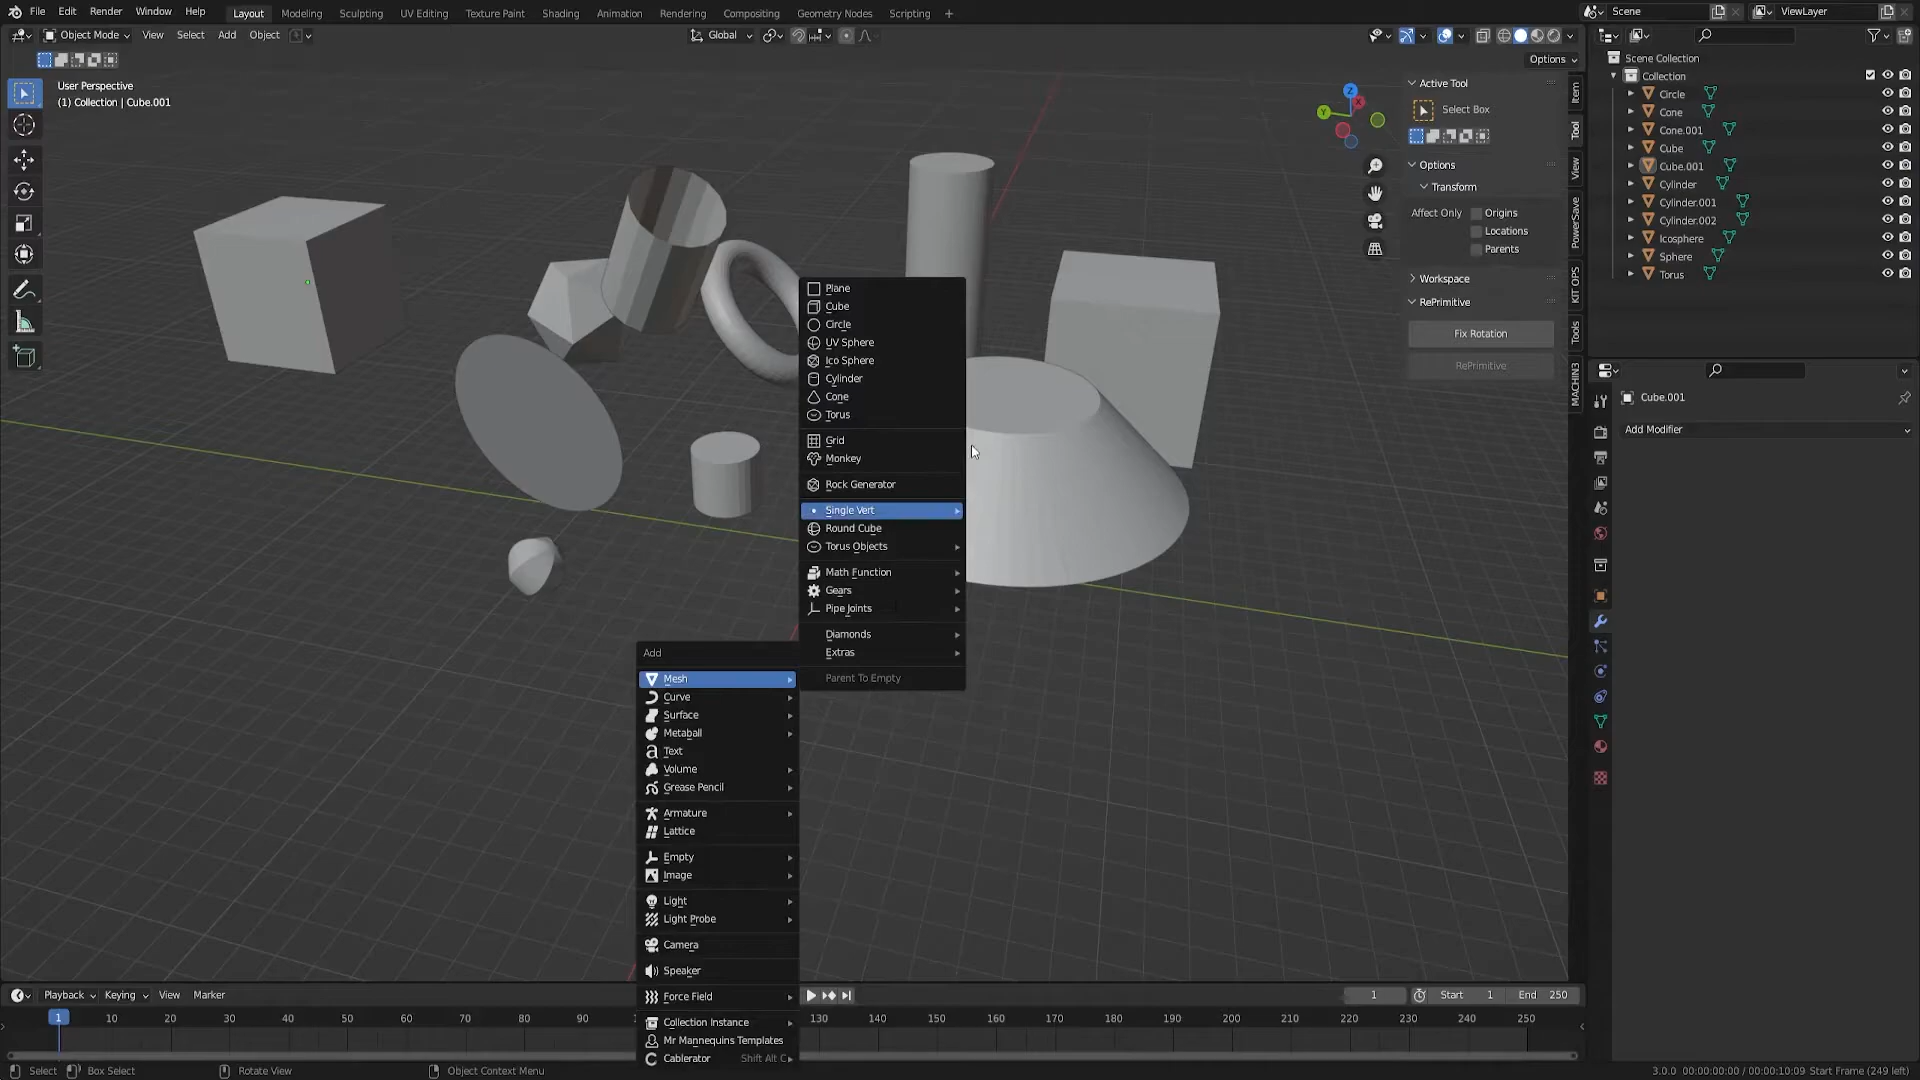 File Edit Render Window Help Layout Modeling Sculpting UV Editing Texture Paint Shading Animation Rendering Compositing Geometry Nodes Scripting + Scene ViewLayer
Object Mode View Select Add Object Global
Options
User Perspective
(1) Collection | Cube.001
Active Tool
Select Box
Options
Transform
Affect Only Origins
Locations
Parents
Workspace
RePrimitive
Fix Rotation
RePrimitive
Item
Tool
View
PowerSave
KIT OPS
Tools
MACHIN3
Z
Y
X
Scene Collection
Collection
Circle
Cone
Cone.001
Cube
Cube.001
Cylinder
Cylinder.001
Cylinder.002
Icosphere
Sphere
Torus
Cube.001
Add Modifier
Plane
Cube
Circle
UV Sphere
Ico Sphere
Cylinder
Cone
Torus
Grid
Monkey
Rock Generator
Single Vert
Round Cube
Torus Objects
Math Function
Gears
Pipe Joints
Diamonds
Extras
Parent To Empty
Add
Mesh
Curve
Surface
Metaball
Text
Volume
Grease Pencil
Armature
Lattice
Empty
Image
Light
Light Probe
Camera
Speaker
Force Field
Collection Instance
Mr Mannequins Templates
Cablerator Shift Alt C
Playback Keying View Marker 1 Start 1 End 250
1 10 20 30 40 50 60 70 80 90 130 140 150 160 170 180 190 200 210 220 230 240 250
Select Box Select Rotate View Object Context Menu 3.0.0 00:00:00:00 / 00:00:10:09 Start Frame (249 left)